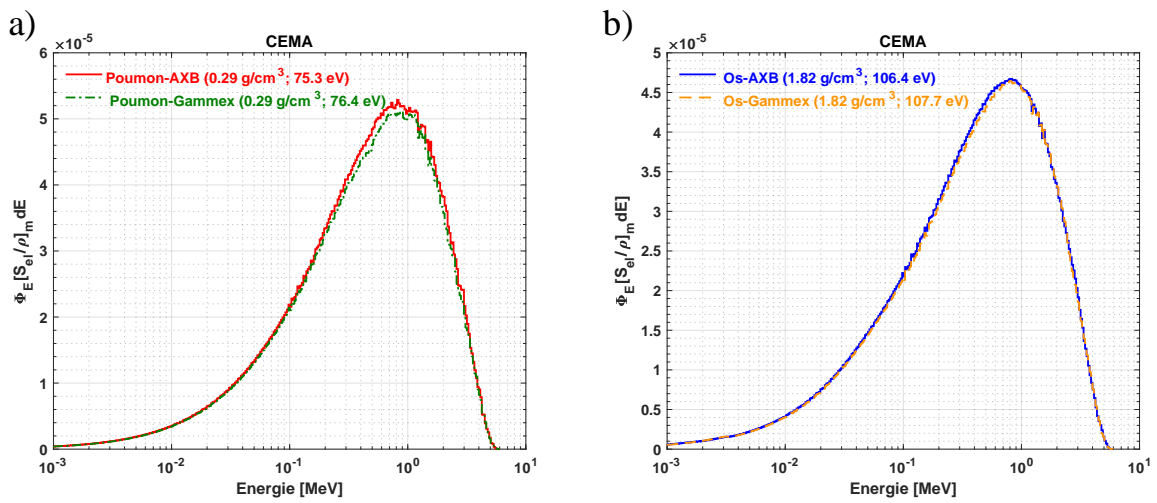 a)
CEMA
×10⁻⁵
Poumon-AXB (0.29 g/cm³; 75.3 eV)
Poumon-Gammex (0.29 g/cm³; 76.4 eV)
6
5
4
3
2
1
0
Φ_E [S_el/ρ]_m dE
10⁻³ 10⁻² 10⁻¹ 10⁰ 10¹
Energie [MeV]
b)
CEMA
×10⁻⁵
Os-AXB (1.82 g/cm³; 106.4 eV)
Os-Gammex (1.82 g/cm³; 107.7 eV)
5
4.5
4
3.5
3
2.5
2
1.5
1
0.5
0
Φ_E [S_el/ρ]_m dE]
10⁻³ 10⁻² 10⁻¹ 10⁰ 10¹
Energie [MeV]